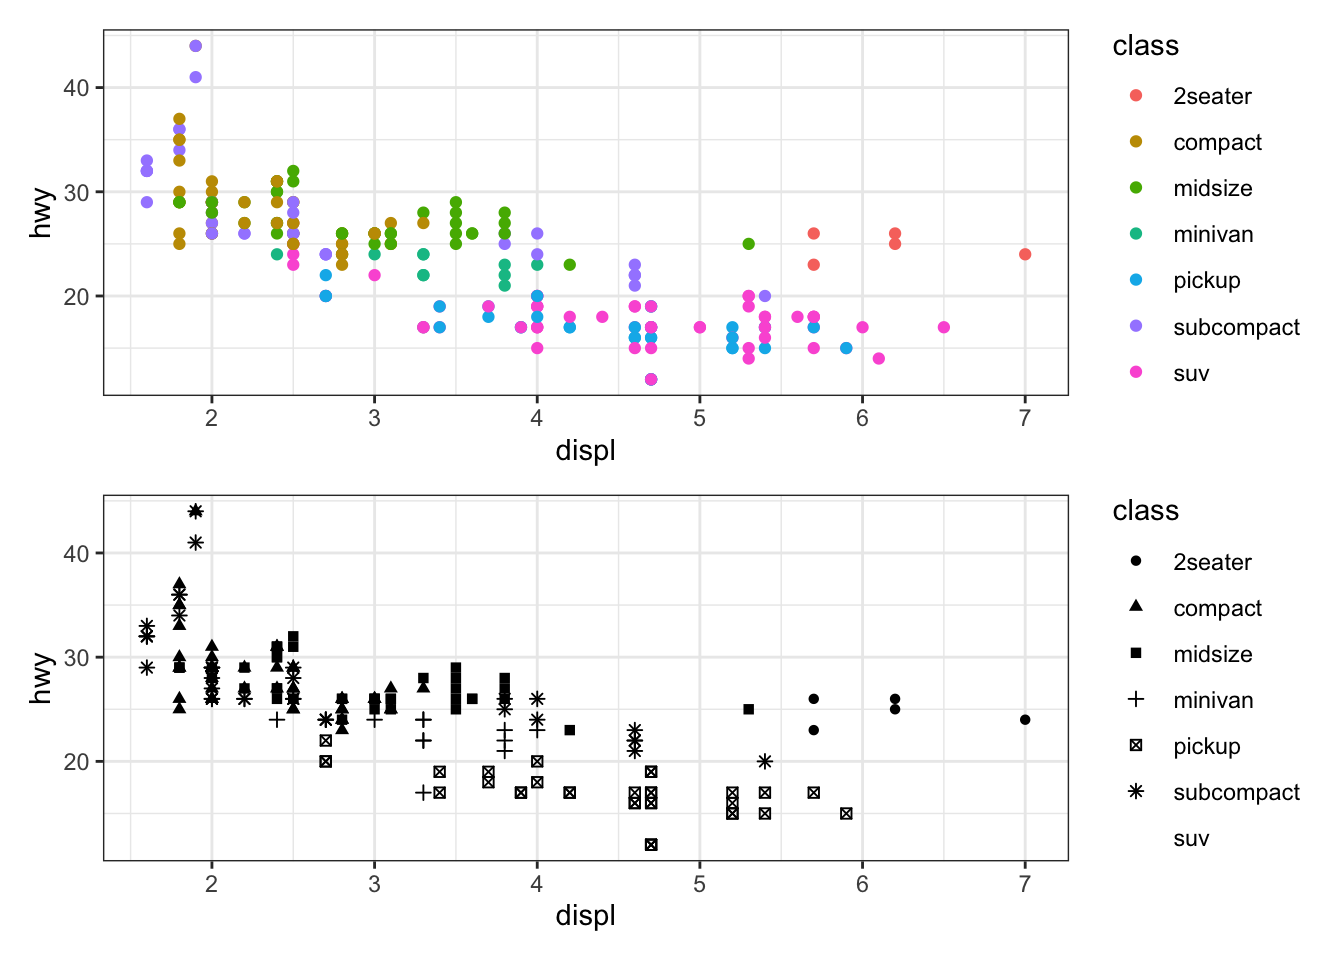 class
40
2seater
compact
midsize
30
hwy
minivan
pickup
20
subcompact
suv
2 3 4 5 6 7
displ
class
40
2seater
compact
midsize
30
hwy
minivan
pickup
20
subcompact
suv
2 3 4 5 6 7
displ